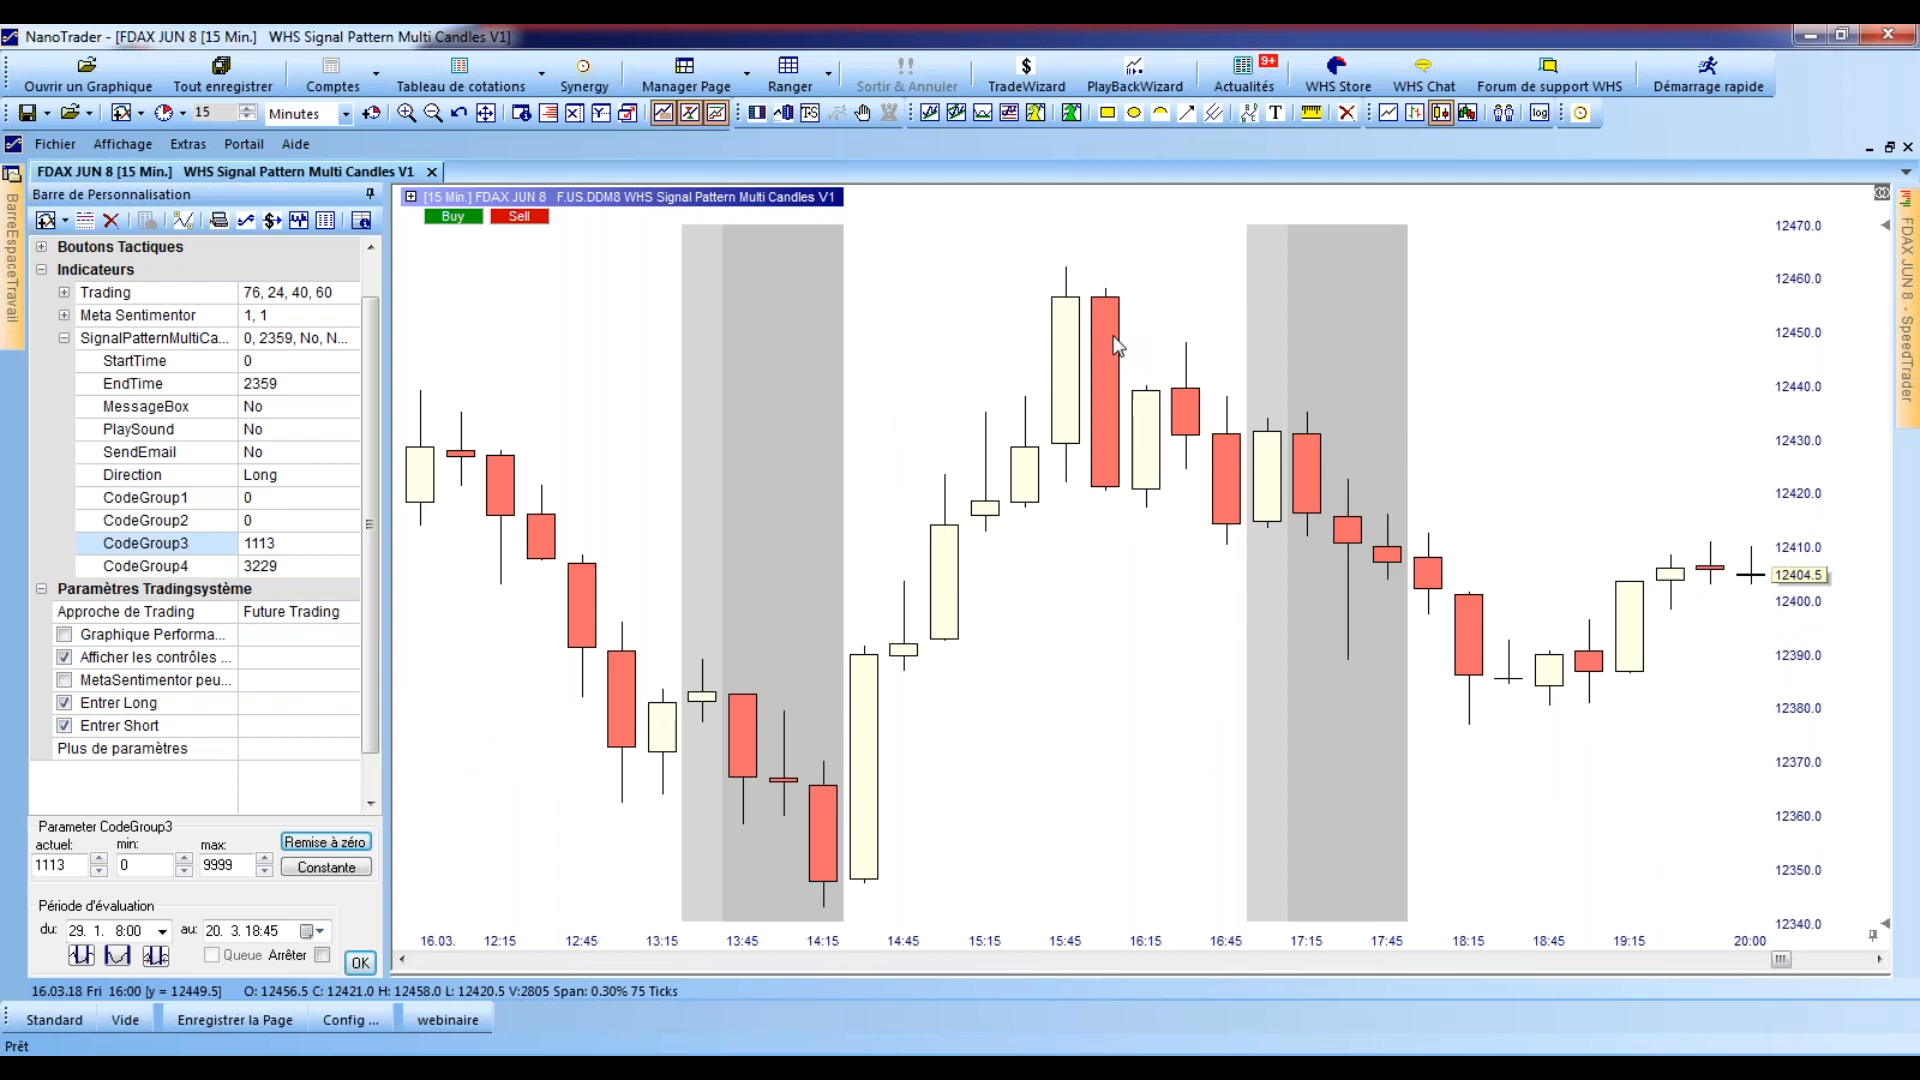 NanoTrader - [FDAX JUN 8 [15 Min.] WHS Signal Pattern Multi Candles V1]
Ouvrir un Graphique Tout enregistrer Comptes Tableau de cotations Synergy Manager Page Ranger Sortir & Annuler TradeWizard PlayBackWizard Actualités 9+ WHS Store WHS Chat Forum de support WHS Démarrage rapide
15 Minutes TS T log
Fichier Affichage Extras Portail Aide
FDAX JUN 8 [15 Min.] WHS Signal Pattern Multi Candles V1
BarreEspaceTravail
Barre de Personnalisation
Boutons Tactiques
Indicateurs
Trading 76, 24, 40, 60
Meta Sentimentor 1, 1
SignalPatternMultiCa... 0, 2359, No, N...
StartTime 0
EndTime 2359
MessageBox No
PlaySound No
SendEmail No
Direction Long
CodeGroup1 0
CodeGroup2 0
CodeGroup3 1113
CodeGroup4 3229
Paramètres Tradingsystème
Approche de Trading Future Trading
Graphique Performa...
Afficher les contrôles ...
MetaSentimentor peu...
Entrer Long
Entrer Short
Plus de paramètres
Parameter CodeGroup3
actuel: min: max: Remise à zéro
1113 0 9999 Constante
Période d'évaluation
du: 29. 1. 8:00 au: 20. 3. 18:45
Queue Arrêter OK
[15 Min.] FDAX JUN 8 F.US.DDM8 WHS Signal Pattern Multi Candles V1
Buy Sell
12470.0
12460.0
12450.0
12440.0
12430.0
12420.0
12410.0
12404.5
12400.0
12390.0
12380.0
12370.0
12360.0
12350.0
12340.0
16.03. 12:15 12:45 13:15 13:45 14:15 14:45 15:15 15:45 16:15 16:45 17:15 17:45 18:15 18:45 19:15 20:00
FDAX JUN 8 - SpeedTrader
16.03.18 Fri 16:00 [y = 12449.5] O: 12456.5 C: 12421.0 H: 12458.0 L: 12420.5 V:2805 Span: 0.30% 75 Ticks
Standard Vide Enregistrer la Page Config ... webinaire
Prêt